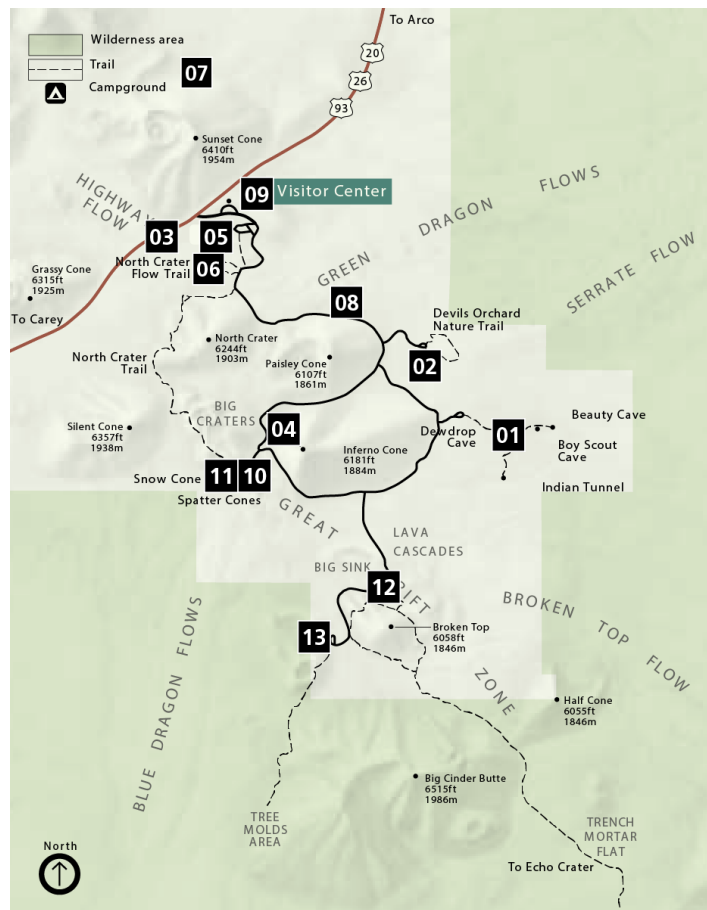 To Arco
Wilderness area
Trail
Campground
07
20
26
93
Sunset Cone
6410ft
1954m
HIGHWAY
FLOW
09
Visitor Center
GREEN DRAGON FLOWS
SERRATE FLOW
03
05
North Crater
Flow Trail
06
Grassy Cone
6315ft
1925m
To Carey
08
Devils Orchard
Nature Trail
02
North Crater
6244ft
1903m
Paisley Cone
6107ft
1861m
North Crater
Trail
BIG
CRATERS
04
Silent Cone
6357ft
1938m
Inferno Cone
6181ft
1884m
Dewdrop
Cave
01
Beauty Cave
Boy Scout
Cave
Indian Tunnel
Snow Cone
11
10
Spatter Cones
GREAT
RIFT
ZONE
LAVA
CASCADES
BIG SINK
12
13
Broken Top
6058ft
1846m
BROKEN TOP FLOW
BLUE DRAGON FLOWS
Half Cone
6055ft
1846m
Big Cinder Butte
6515ft
1986m
TREE
MOLDS
AREA
TRENCH
MORTAR
FLAT
To Echo Crater
North